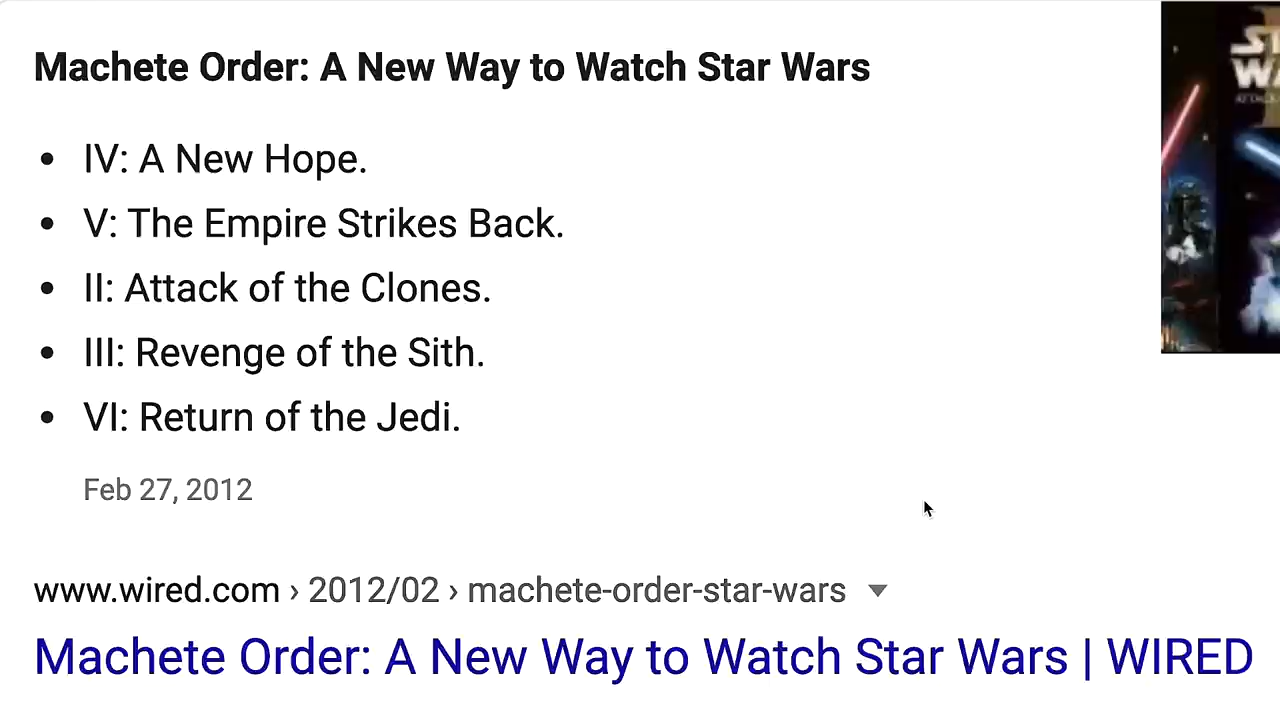 Machete Order: A New Way to Watch Star Wars
• IV: A New Hope.
• V: The Empire Strikes Back.
• II: Attack of the Clones.
• III: Revenge of the Sith.
• VI: Return of the Jedi.
Feb 27, 2012
www.wired.com › 2012/02 › machete-order-star-wars
Machete Order: A New Way to Watch Star Wars | WIRED